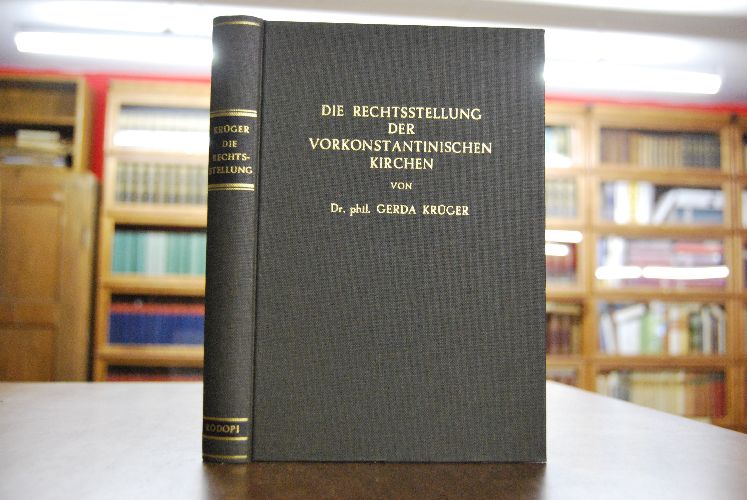 KRÜGER
DIE
RECHTS-
STELLUNG
RODOPI
DIE RECHTSSTELLUNG
DER
VORKONSTANTINISCHEN
KIRCHEN
VON
Dr. phil. GERDA KRÜGER